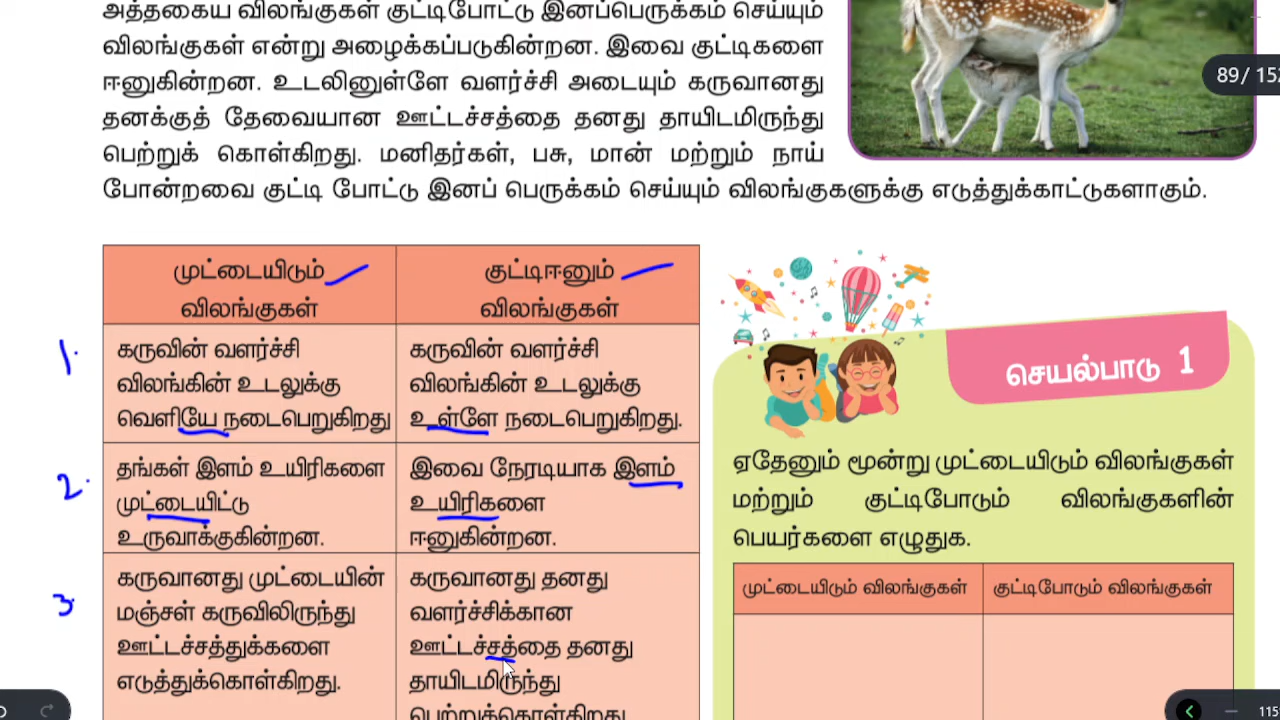 அத்தகைய விலங்குகள் குட்டிபோட்டு இனப்பெருக்கம் செய்யும்
விலங்குகள் என்று அழைக்கப்படுகின்றன. இவை குட்டிகளை
ஈனுகின்றன. உடலினுள்ளே வளர்ச்சி அடையும் கருவானது
தனக்குத் தேவையான ஊட்டச்சத்தை தனது தாயிடமிருந்து
பெற்றுக் கொள்கிறது. மனிதர்கள், பசு, மான் மற்றும் நாய்
போன்றவை குட்டி போட்டு இனப் பெருக்கம் செய்யும் விலங்குகளுக்கு எடுத்துக்காட்டுகளாகும்.
89/ 152
முட்டையிடும்
விலங்குகள்
குட்டிஈனும்
விலங்குகள்
1.
கருவின் வளர்ச்சி
விலங்கின் உடலுக்கு
வெளியே நடைபெறுகிறது
கருவின் வளர்ச்சி
விலங்கின் உடலுக்கு
உள்ளே நடைபெறுகிறது.
2.
தங்கள் இளம் உயிரிகளை
முட்டையிட்டு
உருவாக்குகின்றன.
இவை நேரடியாக இளம்
உயிரிகளை
ஈனுகின்றன.
3.
கருவானது முட்டையின்
மஞ்சள் கருவிலிருந்து
ஊட்டச்சத்துக்களை
எடுத்துக்கொள்கிறது.
கருவானது தனது
வளர்ச்சிக்கான
ஊட்டச்சத்தை தனது
தாயிடமிருந்து
பெற்றுக்கொள்கிறது
செயல்பாடு 1
ஏதேனும் மூன்று முட்டையிடும் விலங்குகள்
மற்றும் குட்டிபோடும் விலங்குகளின்
பெயர்களை எழுதுக.
முட்டையிடும் விலங்குகள்
குட்டிபோடும் விலங்குகள்
115